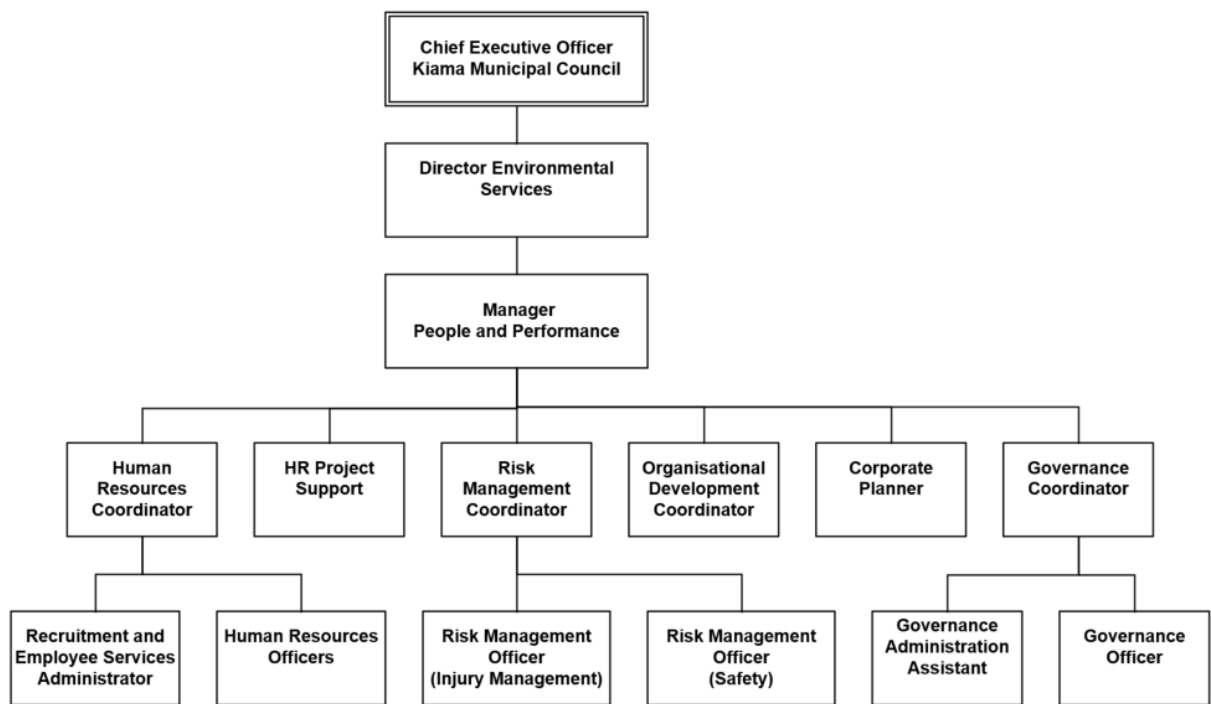 Chief Executive Officer
Kiama Municipal Council
Director Environmental
Services
Manager
People and Performance
Human
Resources
Coordinator
HR Project
Support
Risk
Management
Coordinator
Organisational
Development
Coordinator
Corporate
Planner
Governance
Coordinator
Recruitment and
Employee Services
Administrator
Human Resources
Officers
Risk Management
Officer
(Injury Management)
Risk Management
Officer
(Safety)
Governance
Administration
Assistant
Governance
Officer